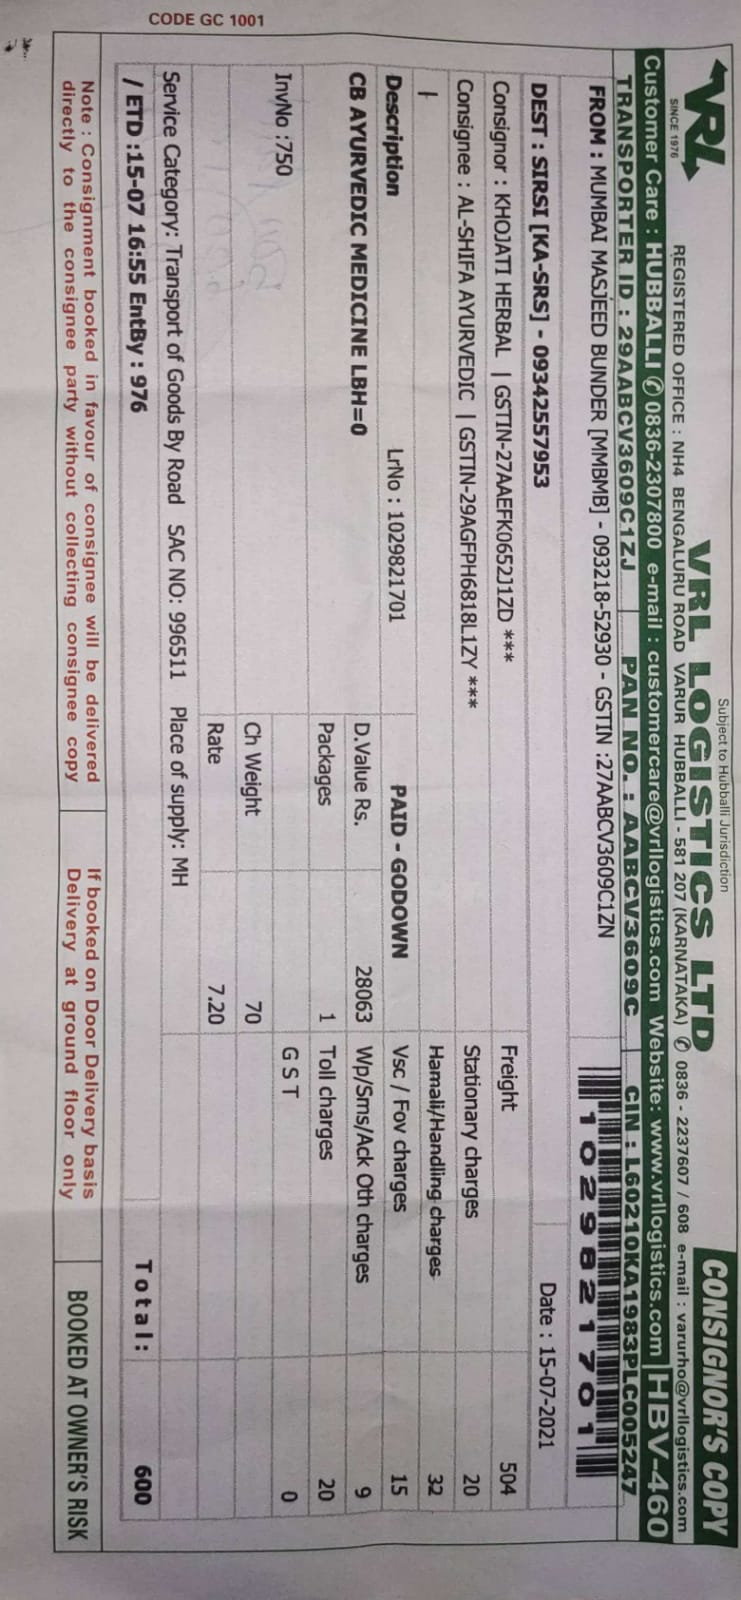 CODE GC 1001
Subject to Hubballi Jurisdiction
CONSIGNOR'S COPY
VRL
SINCE 1976
VRL LOGISTICS LTD
REGISTERED OFFICE : NH4 BENGALURU ROAD VARUR HUBBALLI - 581 207 (KARNATAKA) ✆ 0836 - 2237607 / 608 e-mail : varurho@vrllogistics.com
Customer Care : HUBBALLI ✆ 0836-2307800 e-mail : customercare@vrllogistics.com Website: www.vrllogistics.com HBV-460
TRANSPORTER ID : 29AABCV3609C1ZJ PAN NO. : AABCV3609C CIN : L60210KA1983PLC005247
FROM : MUMBAI MASJEED BUNDER [MMBMB] - 093218-52930 - GSTIN :27AABCV3609C1ZN
1029821701
DEST : SIRSI [KA-SRS] - 09342557953 Date : 15-07-2021
Consignor : KHOJATI HERBAL | GSTIN-27AAEFK0652J1ZD *** Freight 504
Consignee : AL-SHIFA AYURVEDIC | GSTIN-29AGFPH6818L1ZY *** Stationary charges 20
Hamali/Handling charges 32
Description LrNo : 1029821701 PAID - GODOWN Vsc / Fov charges 15
CB AYURVEDIC MEDICINE LBH=0 D.Value Rs. 28063 Wp/Sms/Ack Oth charges 9
Packages 1 Toll charges 20
InvNo :750 G S T 0
Ch Weight 70
Rate 7.20
Service Category: Transport of Goods By Road SAC NO: 996511 Place of supply: MH
/ ETD :15-07 16:55 EntBy : 976 Total: 600
Note : Consignment booked in favour of consignee will be delivered
directly to the consignee party without collecting consignee copy
If booked on Door Delivery basis
Delivery at ground floor only
BOOKED AT OWNER'S RISK